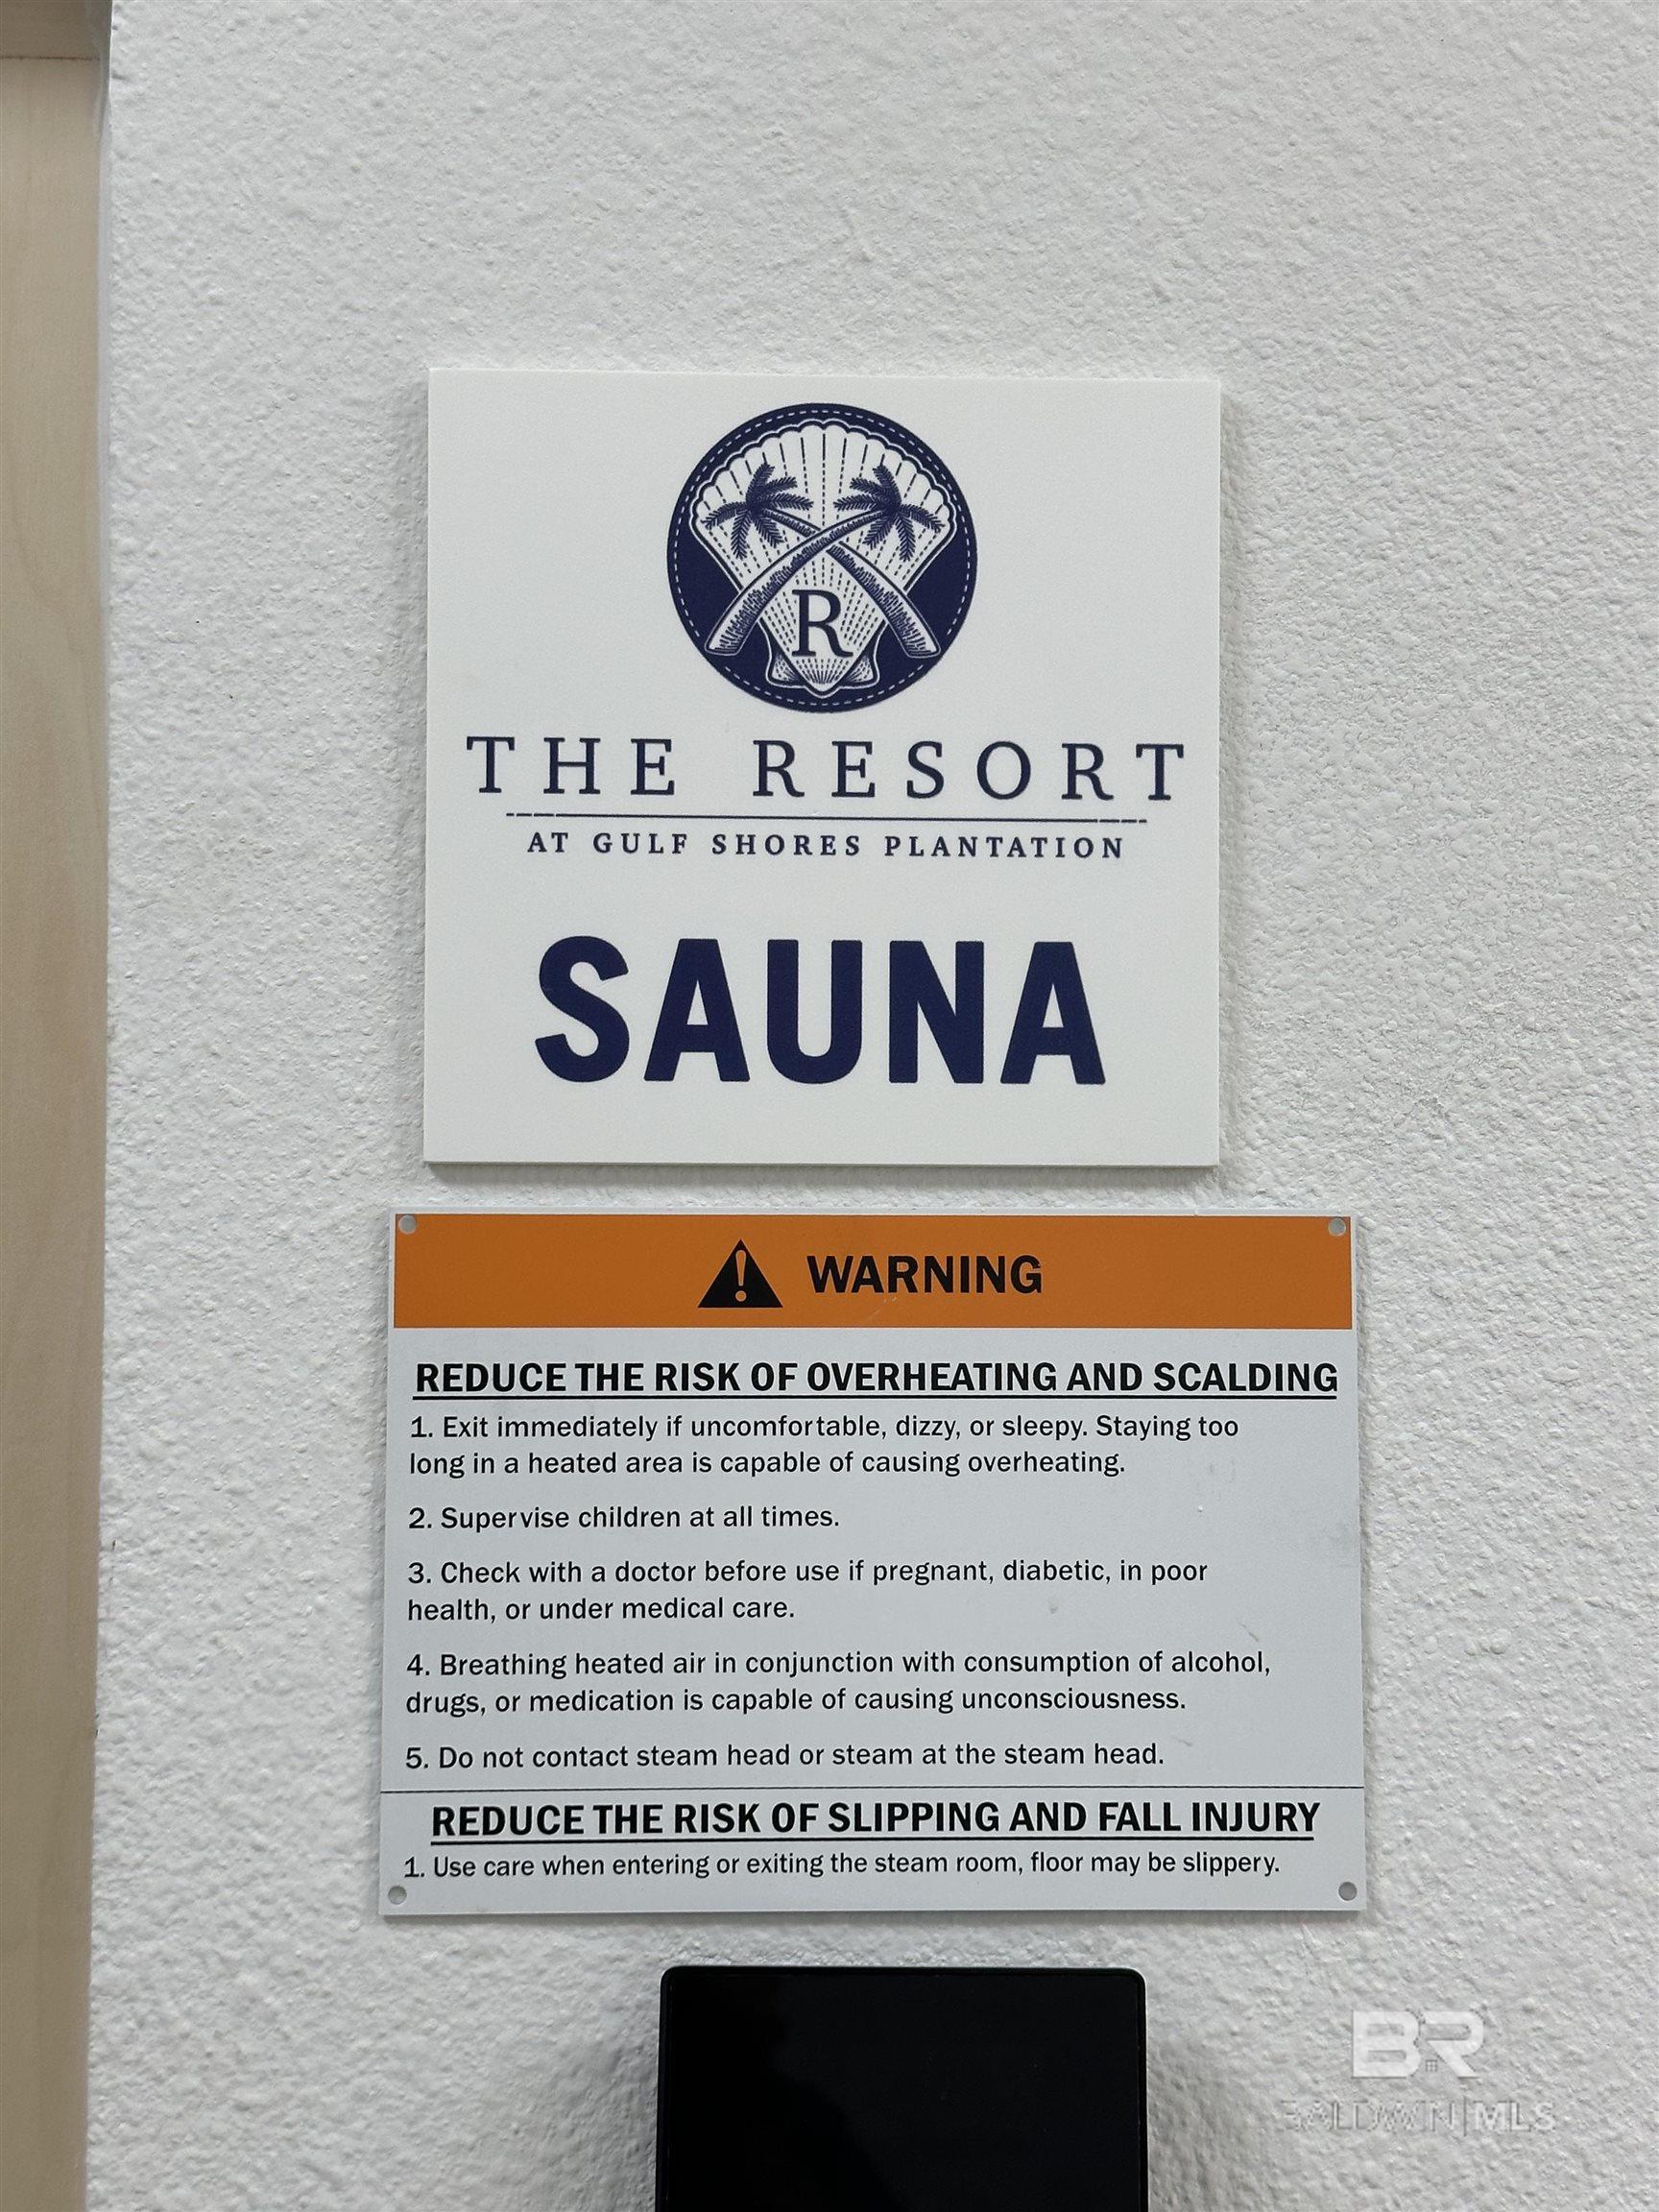 R
THE RESORT
AT GULF SHORES PLANTATION
SAUNA
WARNING
REDUCE THE RISK OF OVERHEATING AND SCALDING
1. Exit immediately if uncomfortable, dizzy, or sleepy. Staying too
long in a heated area is capable of causing overheating.
2. Supervise children at all times.
3. Check with a doctor before use if pregnant, diabetic, in poor
health, or under medical care.
4. Breathing heated air in conjunction with consumption of alcohol,
drugs, or medication is capable of causing unconsciousness.
5. Do not contact steam head or steam at the steam head.
REDUCE THE RISK OF SLIPPING AND FALL INJURY
1. Use care when entering or exiting the steam room, floor may be slippery.
BR
BALDWIN|MLS